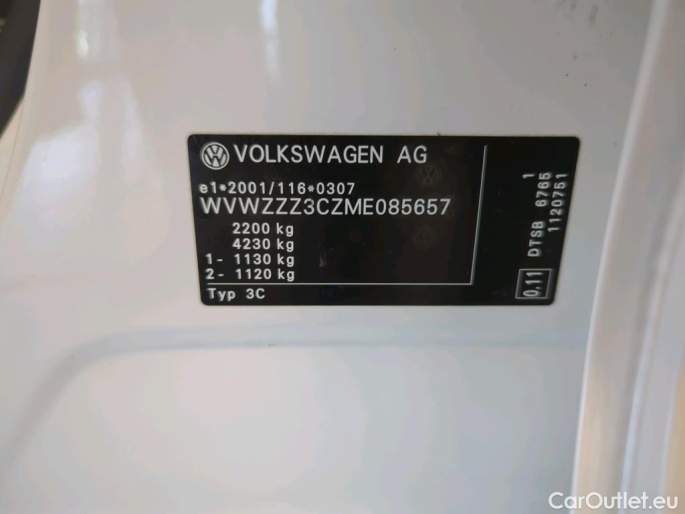 VOLKSWAGEN AG
e1*2001/116*0307
WVWZZZ3CZME085657
2200 kg
4230 kg
1- 1130 kg
2- 1120 kg
Typ 3C
1
DTSB 6765
1120751
0.11
CarOutlet.eu